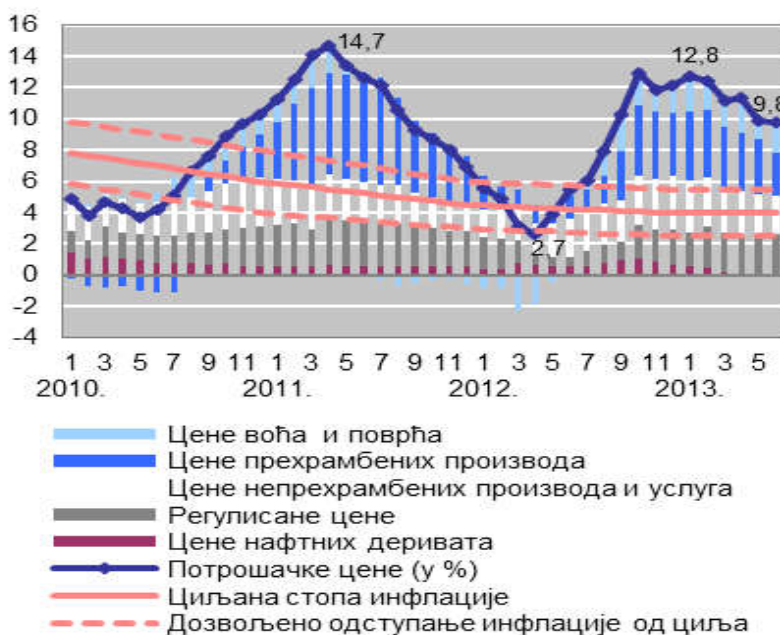 16
14
12
10
8
6
4
2
0
-2
-4
14,7
2,7
12,8
9,8
1 3 5 7 9 11 1 3 5 7 9 11 1 3 5 7 9 11 1 3 5
2010. 2011. 2012. 2013.
Цене воћа и поврћа
Цене прехрамбених производа
Цене непрехрамбених производа и услуга
Регулисане цене
Цене нафтних деривата
Потрошачке цене (у %)
Циљана стопа инфлације
Дозвољено одступање инфлације од циља